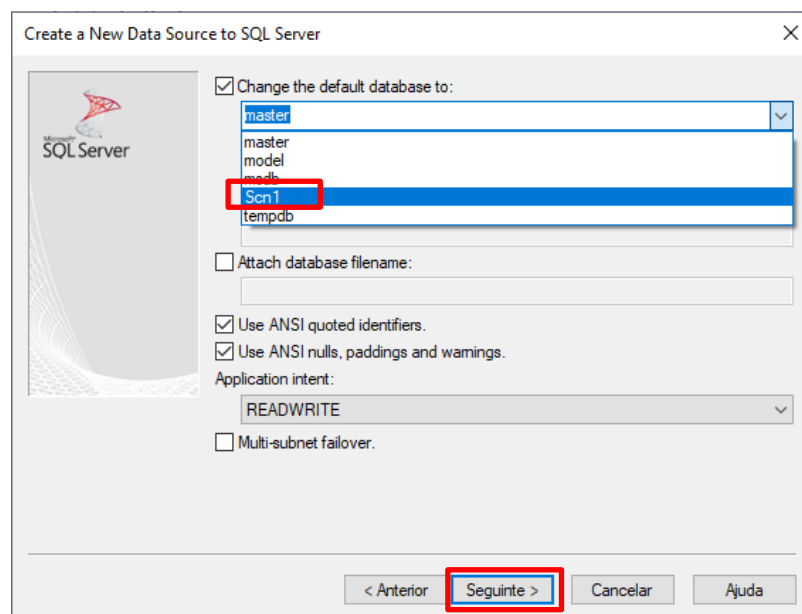 Create a New Data Source to SQL Server
Microsoft
SQL Server
Change the default database to:
master
master
model
msdb
Scn1
tempdb
Attach database filename:
Use ANSI quoted identifiers.
Use ANSI nulls, paddings and warnings.
Application intent:
READWRITE
Multi-subnet failover.
< Anterior
Seguinte >
Cancelar
Ajuda